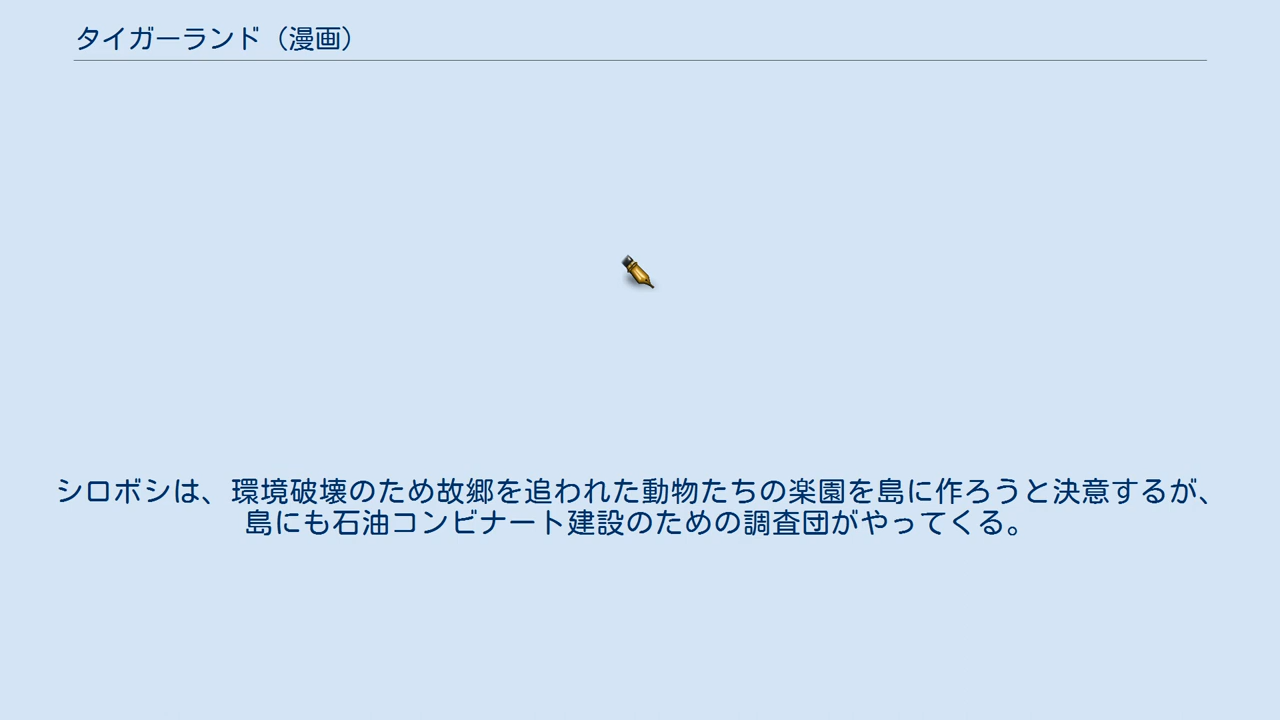 タイガーランド（漫画）
シロボシは、環境破壊のため故郷を追われた動物たちの楽園を島に作ろうと決意するが、
島にも石油コンビナート建設のための調査団がやってくる。